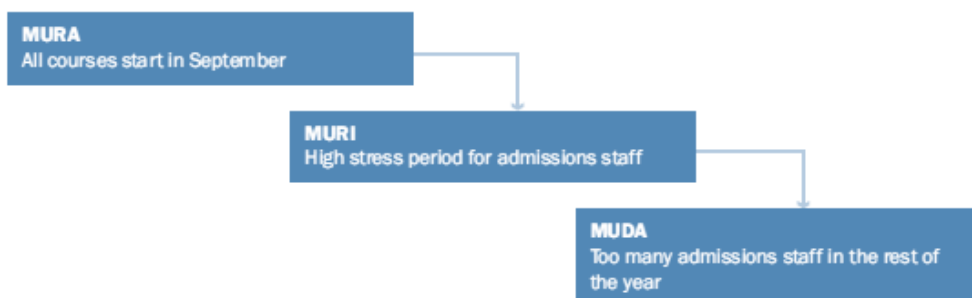 MURA
All courses start in September
MURI
High stress period for admissions staff
MUDA
Too many admissions staff in the rest of
the year